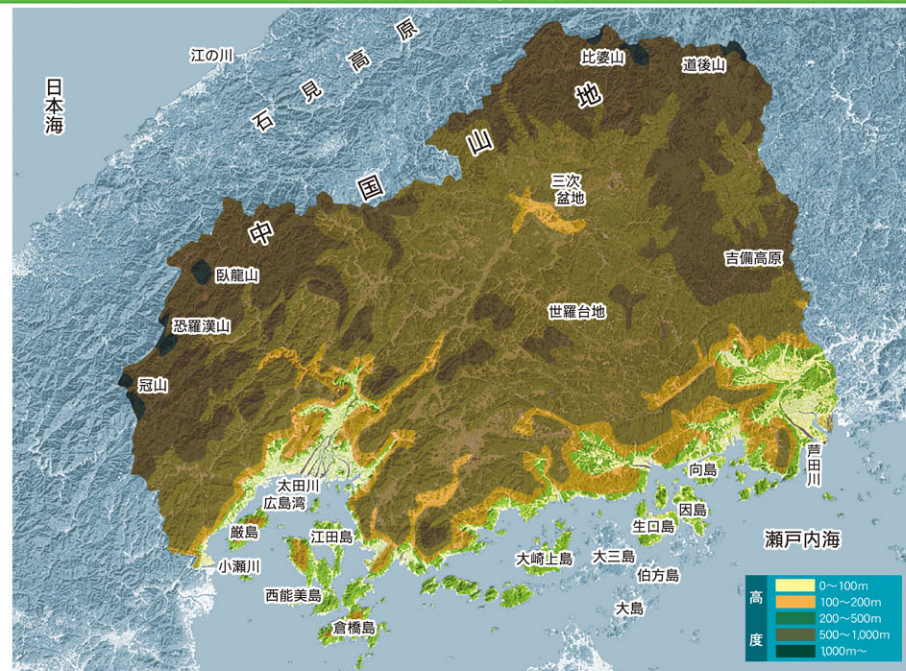 江の川
石見高原
日本海
比婆山
道後山
中国山地
三次
盆地
吉備高原
臥龍山
世羅台地
恐羅漢山
冠山
芦田川
向島
太田川
広島湾
因島
厳島
江田島
生口島
瀬戸内海
大崎上島
大三島
小瀬川
伯方島
西能美島
大島
倉橋島
高度
0～100m
100～200m
200～500m
500～1,000m
1,000m～